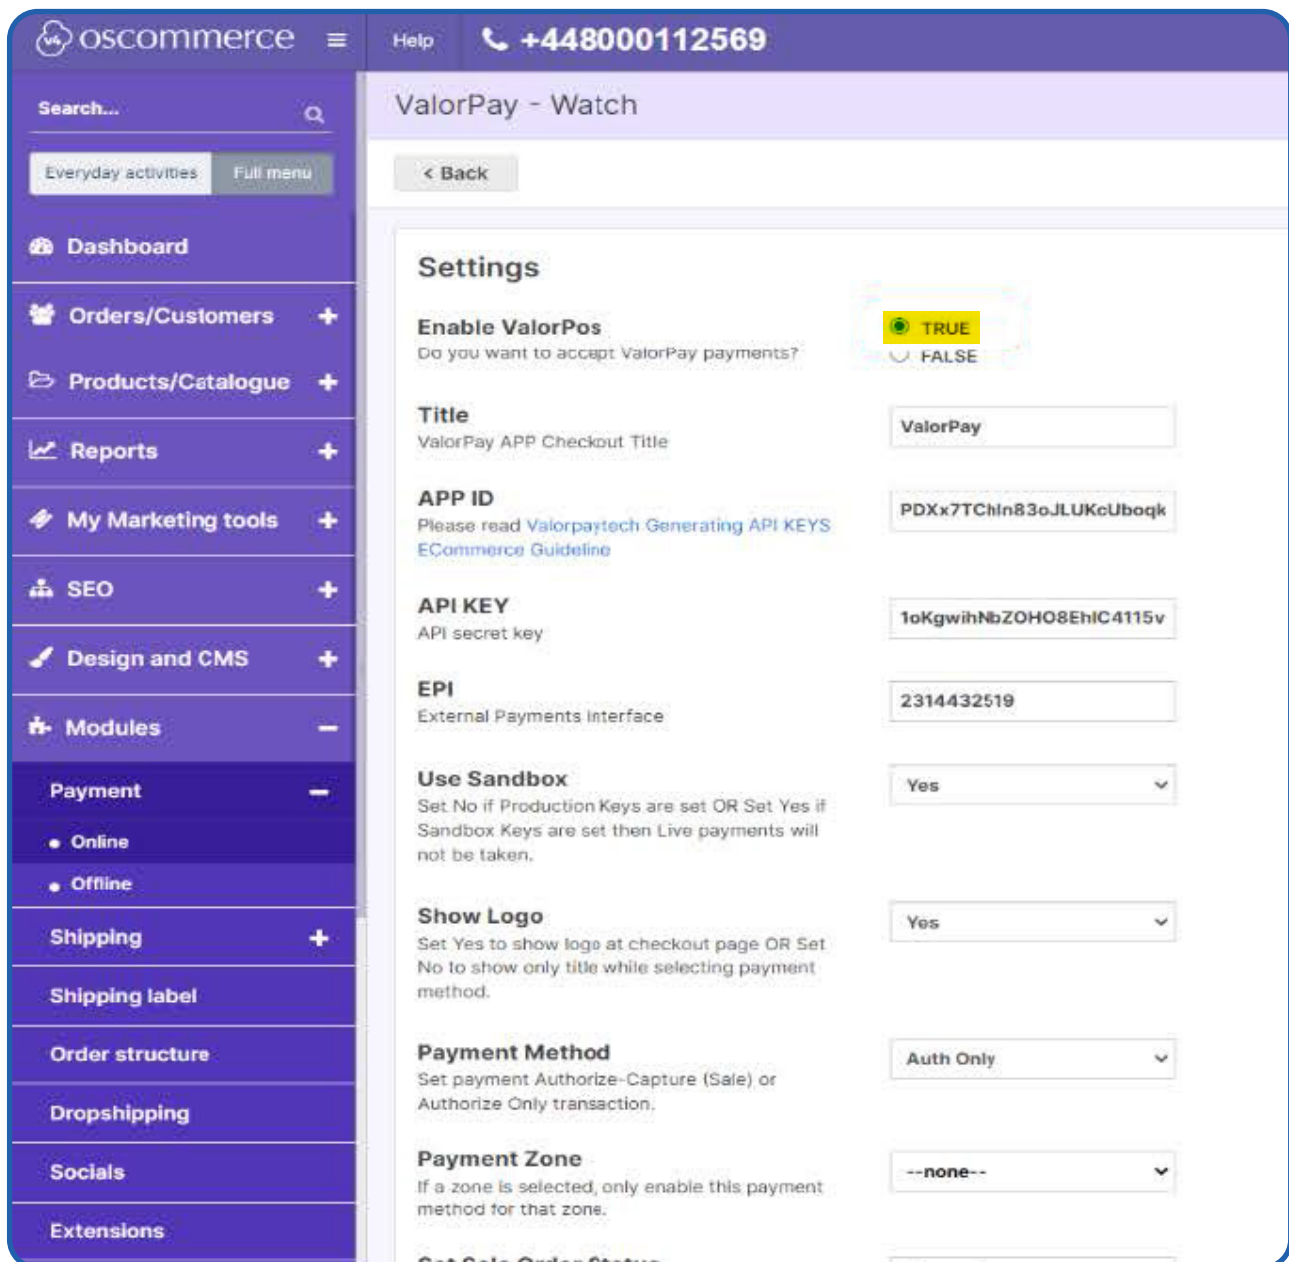 v4 oscommerce
Help
+448000112569
Search...
Everyday activities
Full menu
Dashboard
Orders/Customers
Products/Catalogue
Reports
My Marketing tools
SEO
Design and CMS
Modules
Payment
Online
Offline
Shipping
Shipping label
Order structure
Dropshipping
Socials
Extensions
ValorPay - Watch
< Back
Settings
Enable ValorPos
Do you want to accept ValorPay payments?
TRUE
FALSE
Title
ValorPay APP Checkout Title
ValorPay
APP ID
Please read Valorpaytech Generating API KEYS
ECommerce Guideline
API KEY
API secret key
EPI
External Payments Interface
2314432519
Use Sandbox
Set No if Production Keys are set OR Set Yes if
Sandbox Keys are set then Live payments will
not be taken.
Yes
Show Logo
Set Yes to show logo at checkout page OR Set
No to show only title while selecting payment
method.
Yes
Payment Method
Set payment Authorize-Capture (Sale) or
Authorize Only transaction.
Auth Only
Payment Zone
If a zone is selected, only enable this payment
method for that zone.
--none--